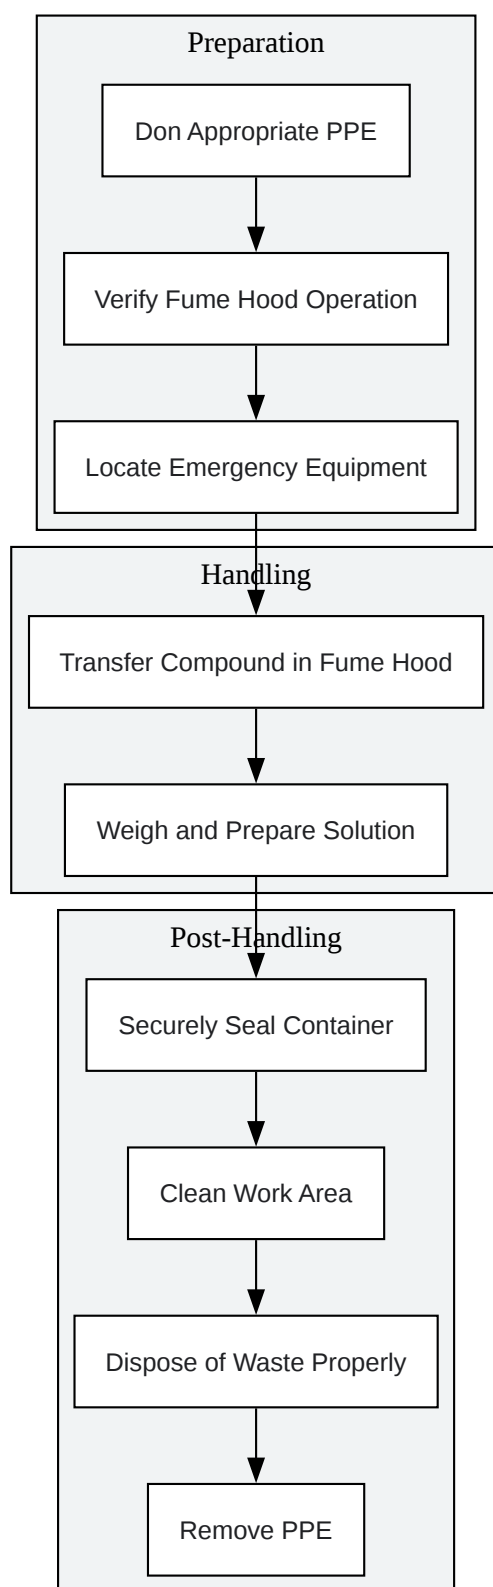 Preparation
Don Appropriate PPE
Verify Fume Hood Operation
Locate Emergency Equipment
Handling
Transfer Compound in Fume Hood
Weigh and Prepare Solution
Post-Handling
Securely Seal Container
Clean Work Area
Dispose of Waste Properly
Remove PPE